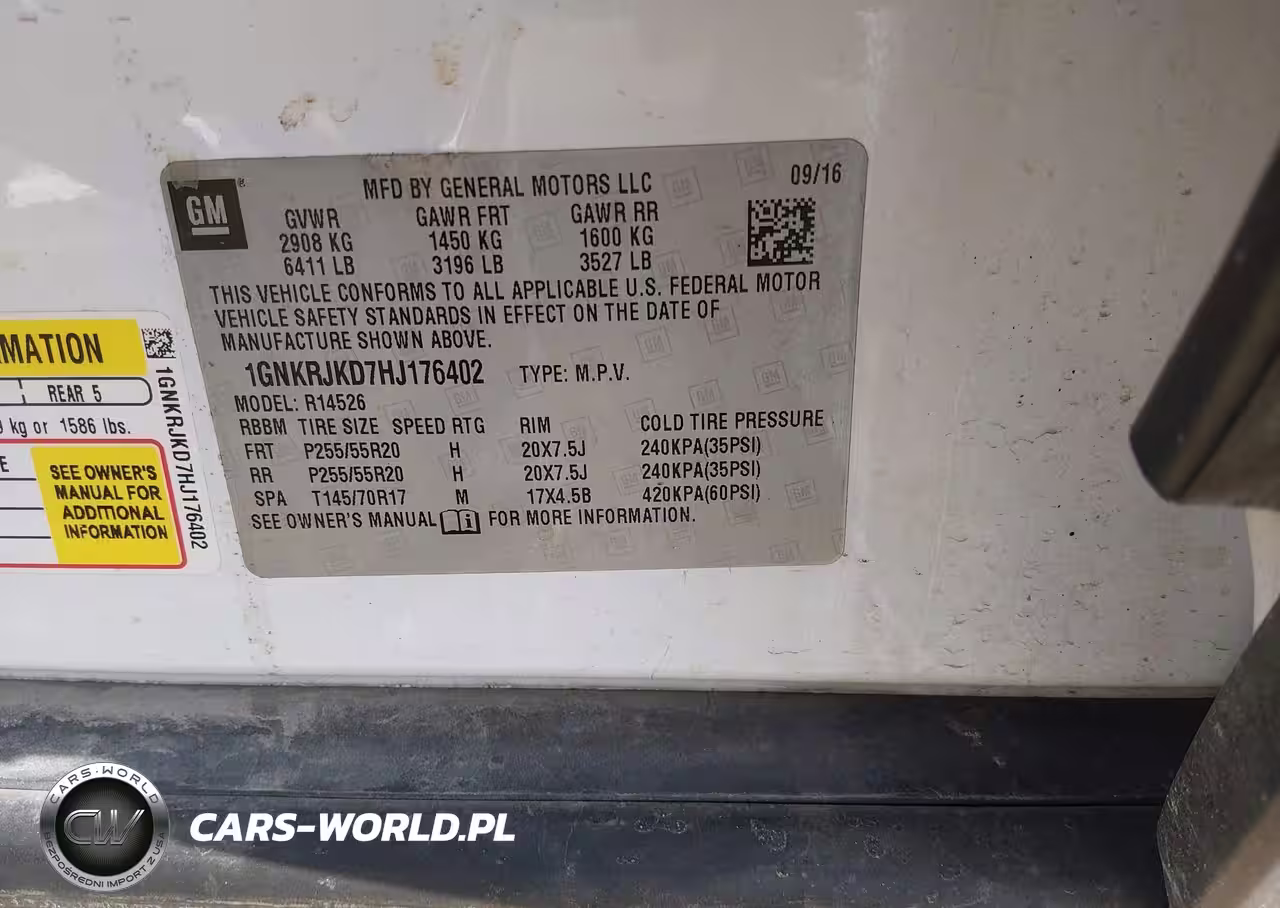 MFD BY GENERAL MOTORS LLC 09/16
GM
GVWR GAWR FRT GAWR RR
2908 KG 1450 KG 1600 KG
6411 LB 3196 LB 3527 LB
THIS VEHICLE CONFORMS TO ALL APPLICABLE U.S. FEDERAL MOTOR
VEHICLE SAFETY STANDARDS IN EFFECT ON THE DATE OF
MANUFACTURE SHOWN ABOVE.
1GNKRJKD7HJ176402 TYPE: M.P.V.
MODEL: R14526
RBBM TIRE SIZE SPEED RTG RIM COLD TIRE PRESSURE
FRT P255/55R20 H 20X7.5J 240KPA(35PSI)
RR P255/55R20 H 20X7.5J 240KPA(35PSI)
SPA T145/70R17 M 17X4.5B 420KPA(60PSI)
SEE OWNER'S MANUAL i FOR MORE INFORMATION.
MATION
REAR 5
kg or 1586 lbs.
SEE OWNER'S
MANUAL FOR
ADDITIONAL
INFORMATION
1GNKRJKD7HJ176402
CARS-WORLD
CW
BEZPOŚREDNI IMPORT Z USA
CARS-WORLD.PL